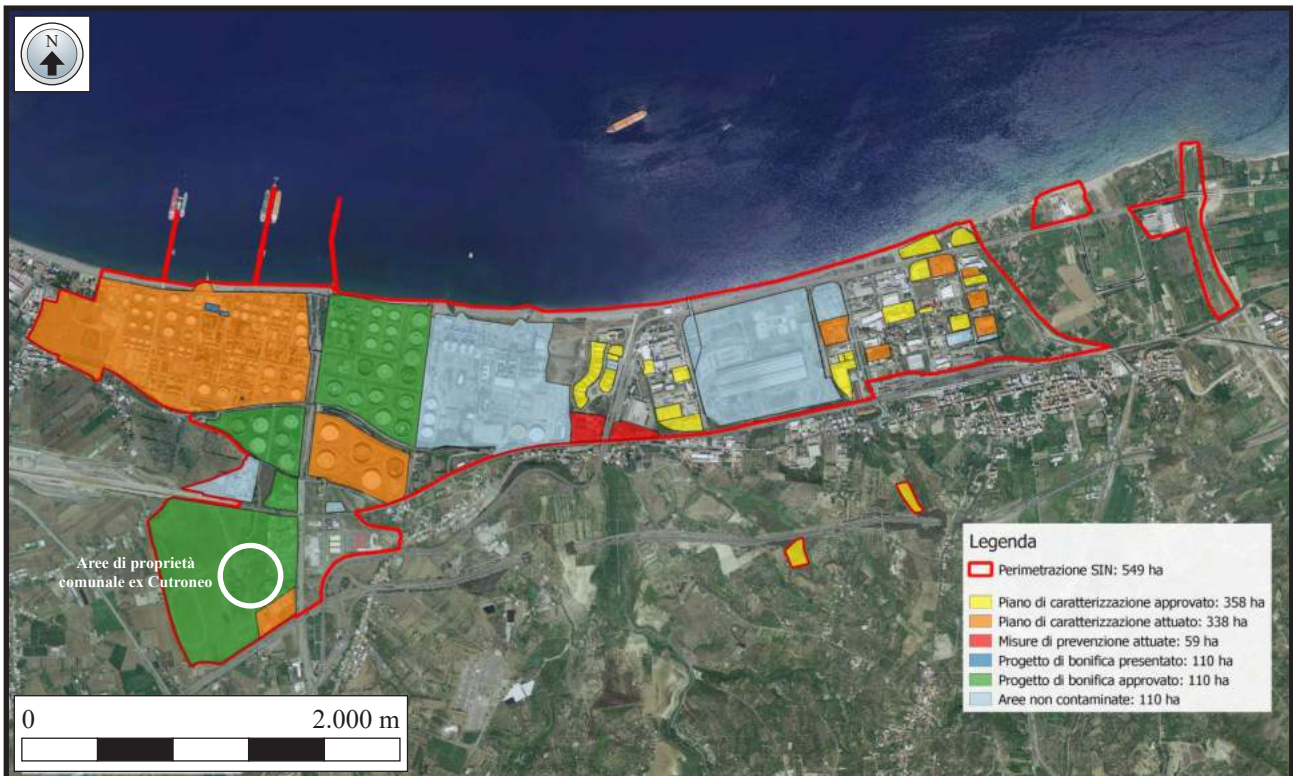 N
Aree di proprietà
comunale ex Cutroneo
Legenda
Perimetrazione SIN: 549 ha
Piano di caratterizzazione approvato: 358 ha
Piano di caratterizzazione attuato: 338 ha
Misure di prevenzione attuate: 59 ha
Progetto di bonifica presentato: 110 ha
Progetto di bonifica approvato: 110 ha
Aree non contaminate: 110 ha
0 2.000 m